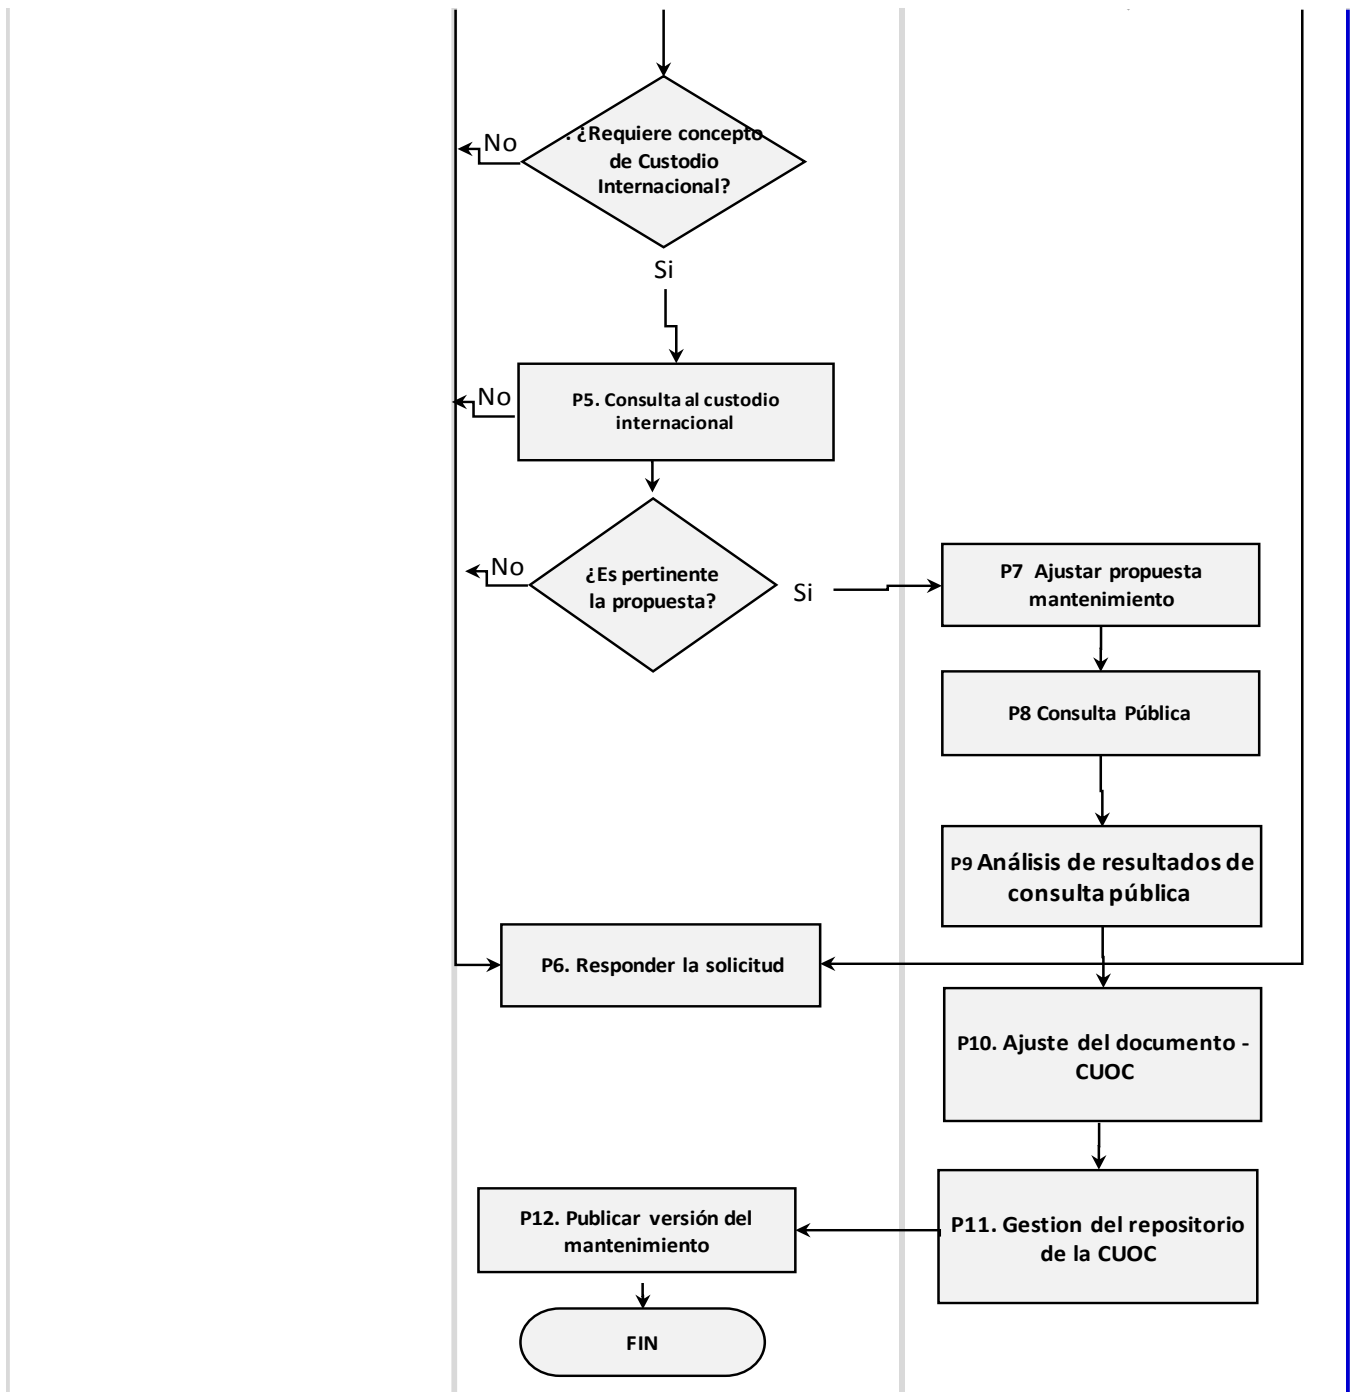 . ¿Requiere concepto
de Custodio
Internacional?
No
Si
P5. Consulta al custodio
internacional
No
¿Es pertinente
la propuesta?
No
Si
P7 Ajustar propuesta
mantenimiento
P8 Consulta Pública
P9 Análisis de resultados de
consulta pública
P6. Responder la solicitud
P10. Ajuste del documento -
CUOC
P11. Gestion del repositorio
de la CUOC
P12. Publicar versión del
mantenimiento
FIN